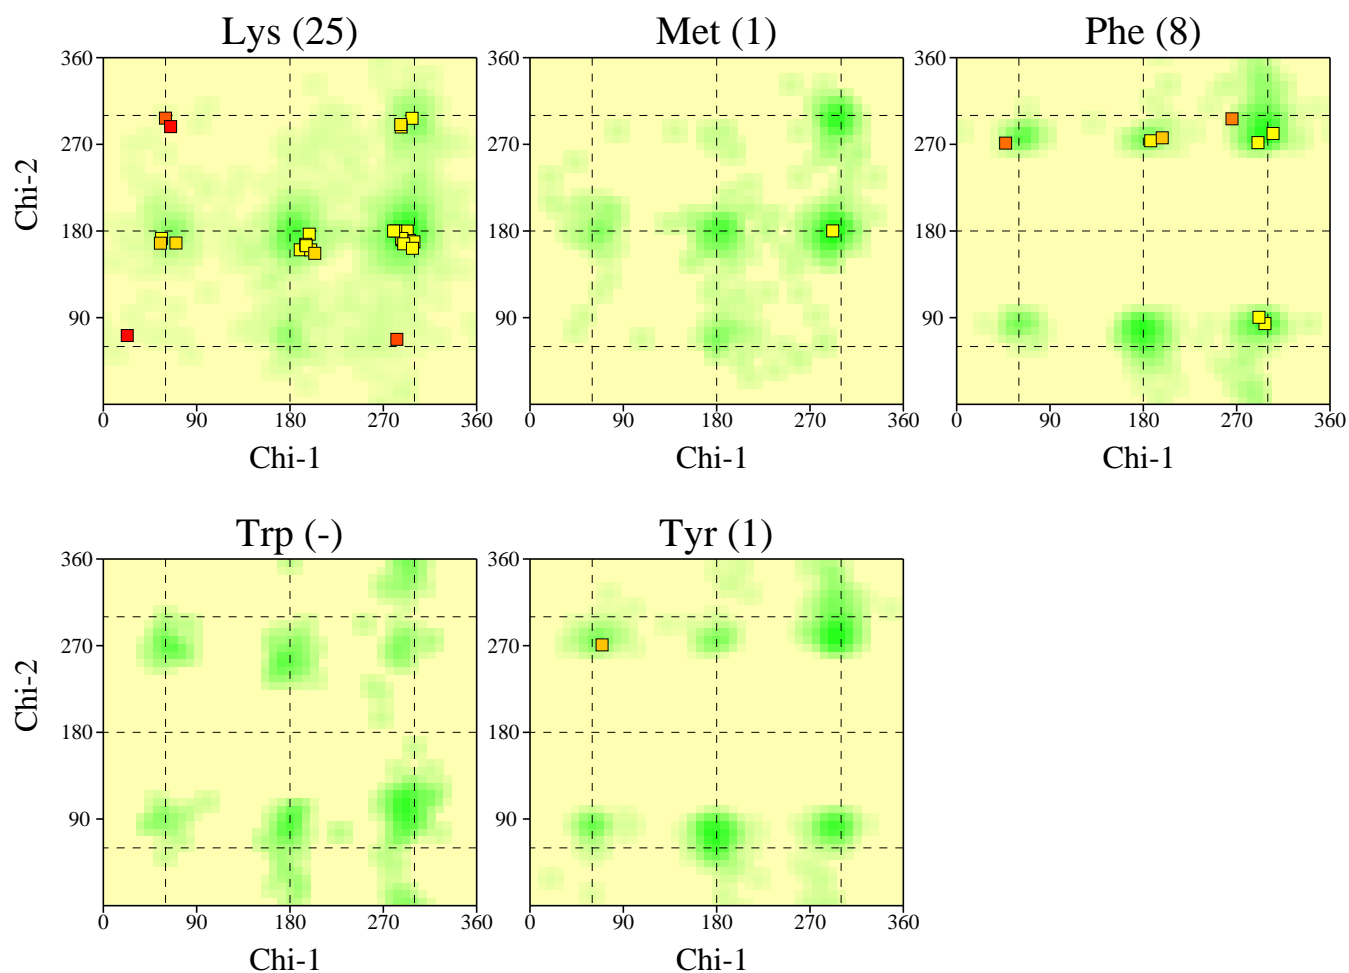 Lys (25) Met (1) Phe (8)
360 360 360
270 270 270
Chi-2
180 180 180
90 90 90
0 90 180 270 360 0 90 180 270 360 0 90 180 270 360
Chi-1 Chi-1 Chi-1
Trp (-) Tyr (1)
360 360
270 270
Chi-2
180 180
90 90
0 90 180 270 360 0 90 180 270 360
Chi-1 Chi-1